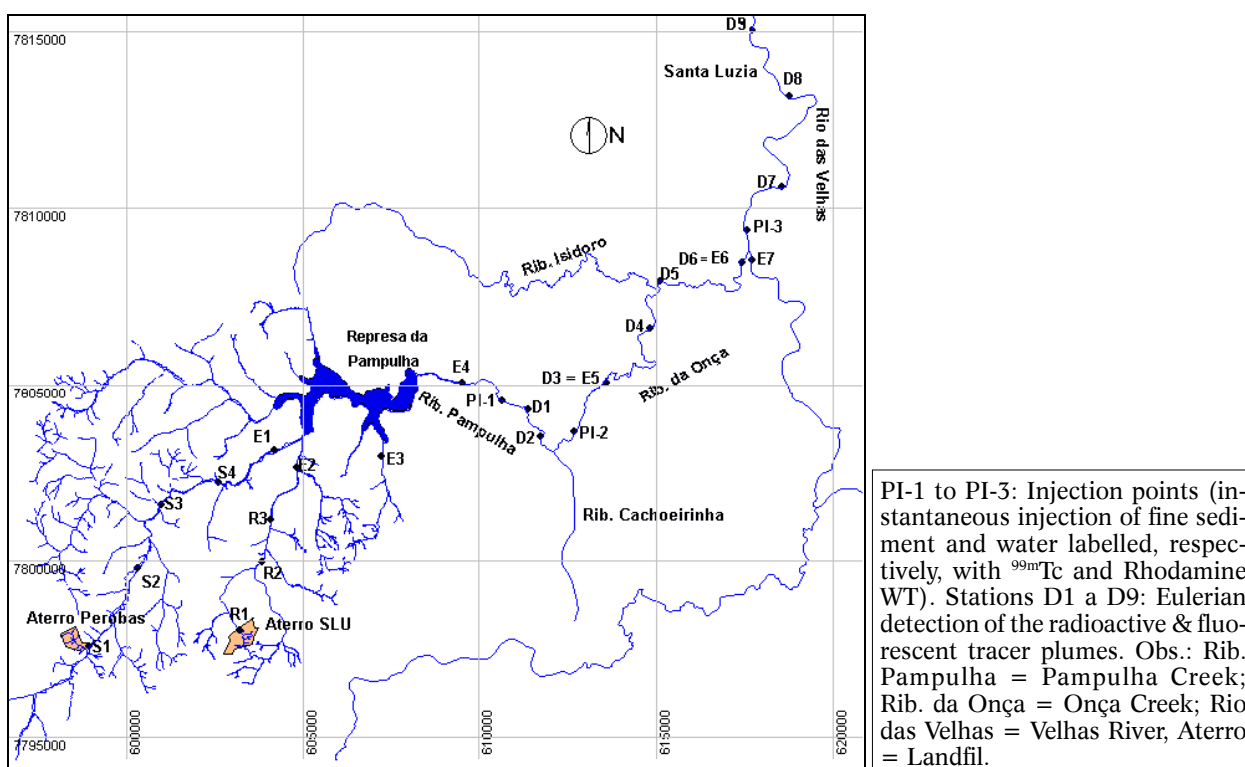 D9
7815000
Santa Luzia
D8
Rio das Velhas
N
D7
7810000
PI-3
Rib. Isidoro
D6 = E6
E7
D5
Represa da
Pampulha
D4
E4
D3 = E5
Rib. da Onça
7805000
PI-1
D1
Rib. Pampulha
D2
PI-2
E1
E2
E3
S4
S3
R3
Rib. Cachoeirinha
7800000
R2
S2
Aterro Perobas
R1
Aterro SLU
S1
7795000
600000
605000
610000
615000
620000
PI-1 to PI-3: Injection points (in-
stantaneous injection of fine sedi-
ment and water labelled, respec-
tively, with 99mTc and Rhodamine
WT). Stations D1 a D9: Eulerian
detection of the radioactive & fluo-
rescent tracer plumes. Obs.: Rib.
Pampulha = Pampulha Creek;
Rib. da Onça = Onça Creek; Rio
das Velhas = Velhas River, Aterro
= Landfil.